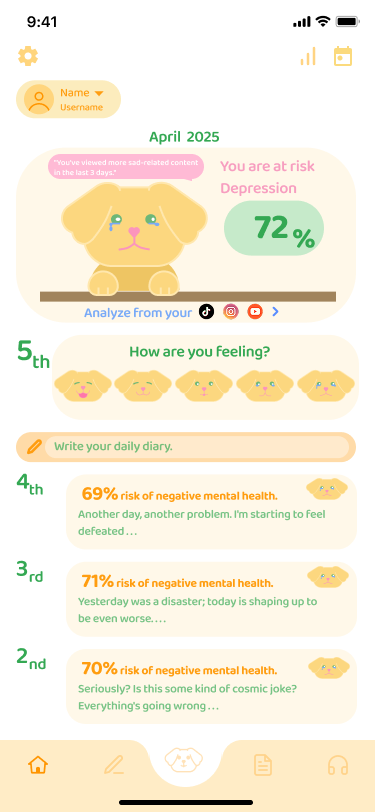 9:41
Name
Username
April 2025
"You've viewed more sad-related content
in the last 3 days."
You are at risk
Depression
72 %
Analyze from your
5th
How are you feeling?
Write your daily diary.
4th
69% risk of negative mental health.
Another day, another problem. I'm starting to feel
defeated . . .
3rd
71% risk of negative mental health.
Yesterday was a disaster; today is shaping up to
be even worse. . . .
2nd
70% risk of negative mental health.
Seriously? Is this some kind of cosmic joke?
Everything's going wrong . . .